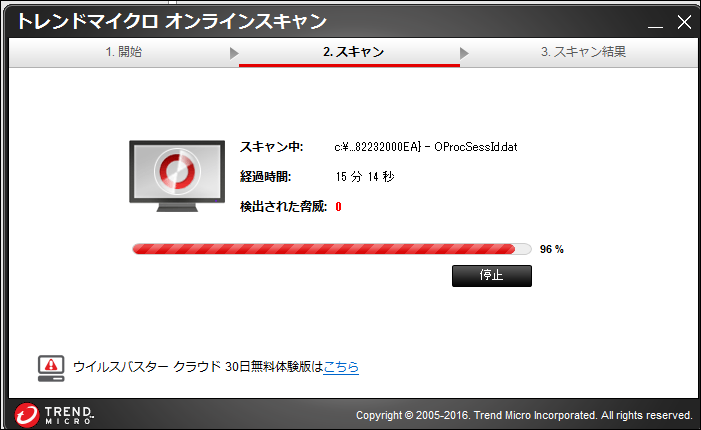 トレンドマイクロ オンラインスキャン
1. 開始
2. スキャン
3. スキャン結果
スキャン中: c:¥...82232000EA} - OProcSessId.dat
経過時間: 15 分 14 秒
検出された脅威: 0
96 %
停止
ウイルスバスター クラウド 30日無料体験版はこちら
TREND MICRO™
Copyright © 2005-2016. Trend Micro Incorporated. All rights reserved.